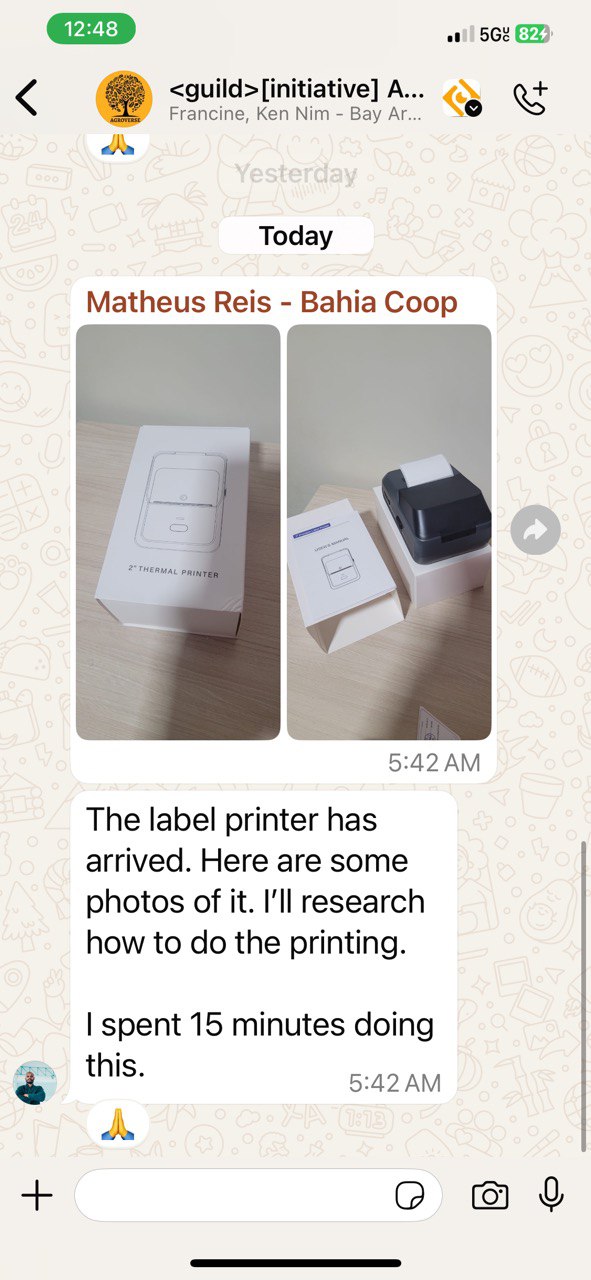 12:48
5G
82
<guild>[initiative] A...
Francine, Ken Nim - Bay Ar...
AGROVERSE
Yesterday
Today
Matheus Reis - Bahia Coop
2" THERMAL PRINTER
USER'S MANUAL
5:42 AM
The label printer has
arrived. Here are some
photos of it. I’ll research
how to do the printing.
I spent 15 minutes doing
this.
5:42 AM